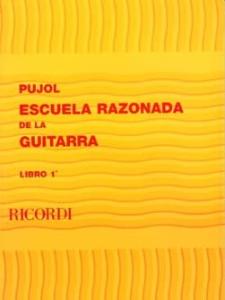 PUJOL
ESCUELA RAZONADA
DE LA
GUITARRA
LIBRO 1°
RICORDI